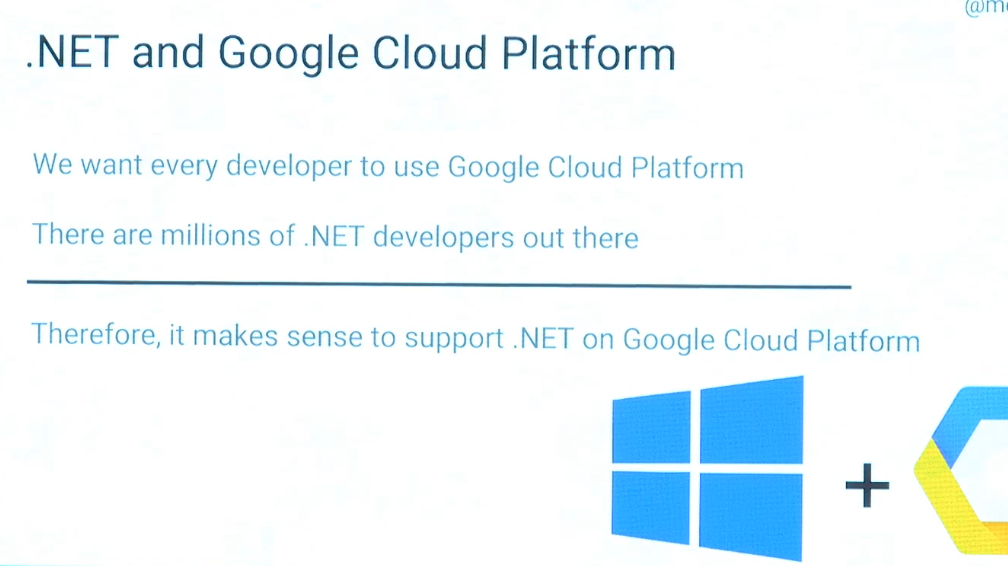 .NET and Google Cloud Platform
We want every developer to use Google Cloud Platform
There are millions of .NET developers out there
Therefore, it makes sense to support .NET on Google Cloud Platform
+